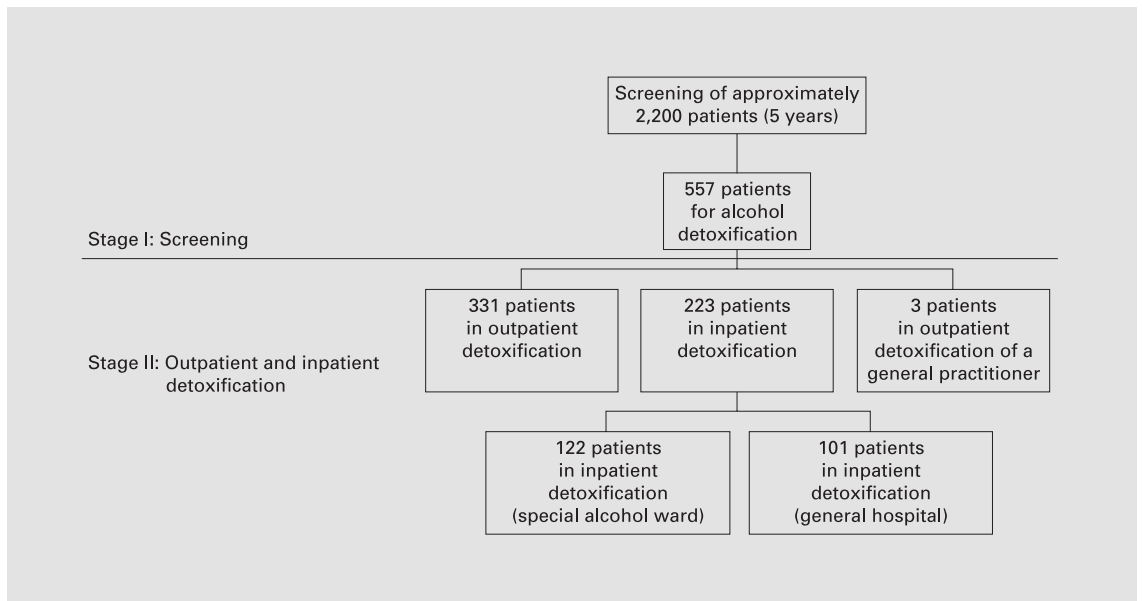 Screening of approximately
2,200 patients (5 years)
557 patients
for alcohol
detoxification
Stage I: Screening
331 patients
in outpatient
detoxification
223 patients
in inpatient
detoxification
3 patients
in outpatient
detoxification of a
general practitioner
Stage II: Outpatient and inpatient
detoxification
122 patients
in inpatient
detoxification
(special alcohol ward)
101 patients
in inpatient
detoxification
(general hospital)